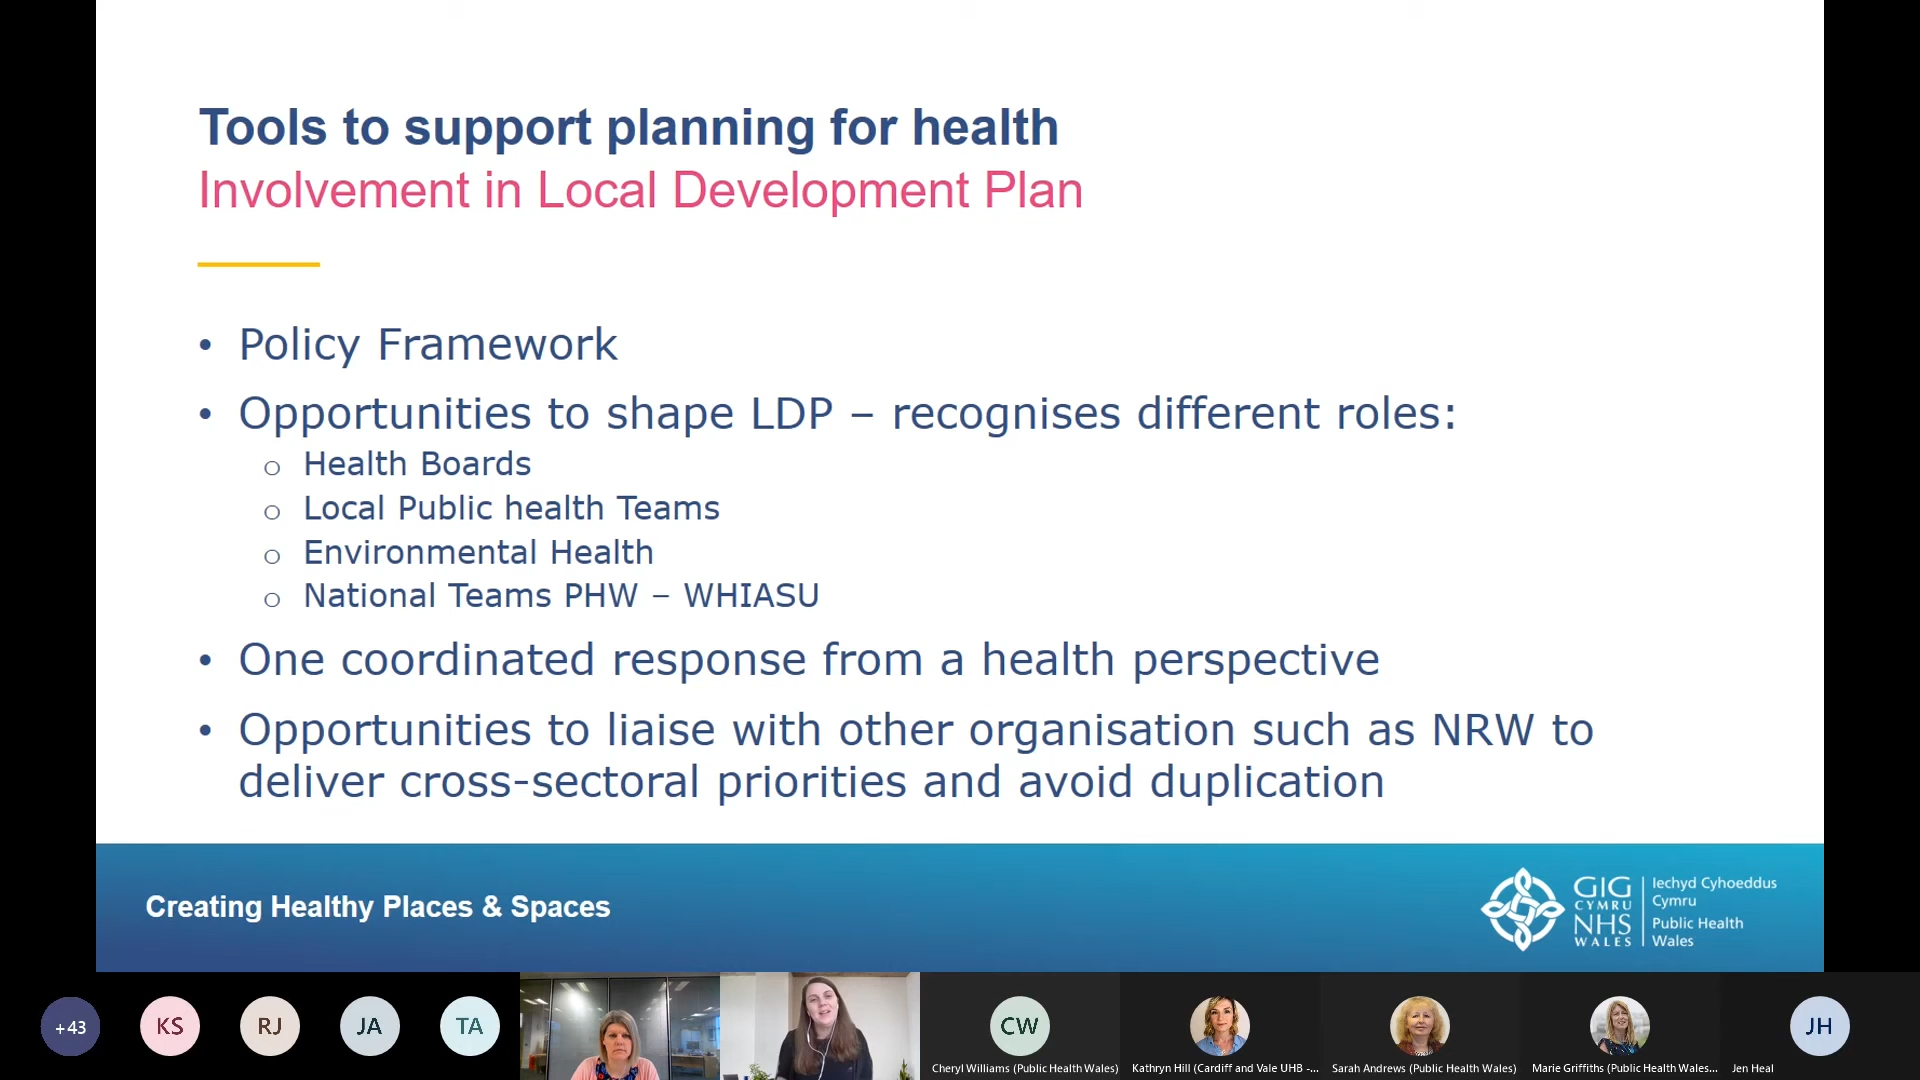 Tools to support planning for health
Involvement in Local Development Plan
• Policy Framework
• Opportunities to shape LDP – recognises different roles:
o Health Boards
o Local Public health Teams
o Environmental Health
o National Teams PHW – WHIASU
• One coordinated response from a health perspective
• Opportunities to liaise with other organisation such as NRW to
deliver cross-sectoral priorities and avoid duplication
Creating Healthy Places & Spaces
GIG
CYMRU
NHS
WALES
Iechyd Cyhoeddus
Cymru
Public Health
Wales
+43
KS
RJ
JA
TA
CW
JH
Cheryl Williams (Public Health Wales)
Kathryn Hill (Cardiff and Vale UHB -...
Sarah Andrews (Public Health Wales)
Marie Griffiths (Public Health Wales...
Jen Heal